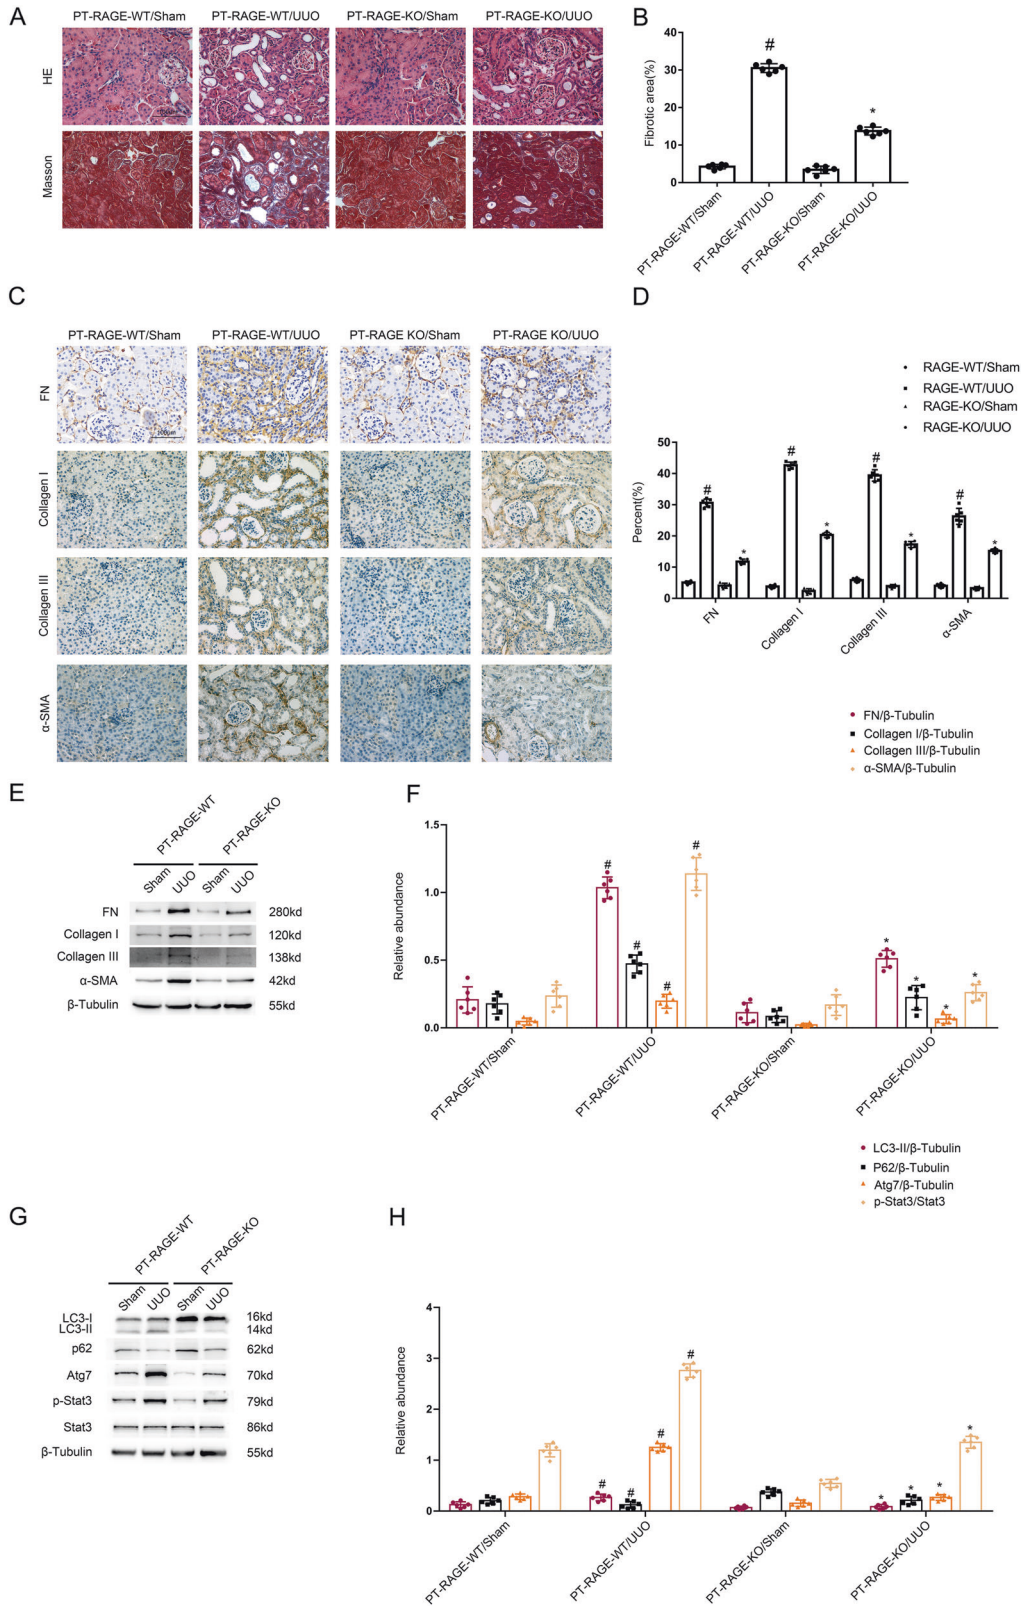 A
PT-RAGE-WT/Sham PT-RAGE-WT/UUO PT-RAGE-KO/Sham PT-RAGE-KO/UUO
HE
Masson
B
Fibrotic area(%)
40
30
20
10
0
#
*
PT-RAGE-WT/Sham
PT-RAGE-WT/UUO
PT-RAGE-KO/Sham
PT-RAGE-KO/UUO
C
PT-RAGE-WT/Sham PT-RAGE-WT/UUO PT-RAGE KO/Sham PT-RAGE KO/UUO
FN
Collagen I
Collagen III
α-SMA
D
RAGE-WT/Sham
RAGE-WT/UUO
RAGE-KO/Sham
RAGE-KO/UUO
Percent(%)
50
40
30
20
10
0
# * # * # * # *
FN
Collagen I
Collagen III
α-SMA
E
PT-RAGE-WT PT-RAGE-KO
Sham UUO Sham UUO
FN 280kd
Collagen I 120kd
Collagen III 138kd
α-SMA 42kd
β-Tubulin 55kd
F
FN/β-Tubulin
Collagen I/β-Tubulin
Collagen III/β-Tubulin
α-SMA/β-Tubulin
Relative abundance
1.5
1.0
0.5
0.0
# # # # * * * *
PT-RAGE-WT/Sham
PT-RAGE-WT/UUO
PT-RAGE-KO/Sham
PT-RAGE-KO/UUO
G
PT-RAGE-WT PT-RAGE-KO
Sham UUO Sham UUO
LC3-I 16kd
LC3-II 14kd
p62 62kd
Atg7 70kd
p-Stat3 79kd
Stat3 86kd
β-Tubulin 55kd
H
LC3-II/β-Tubulin
P62/β-Tubulin
Atg7/β-Tubulin
p-Stat3/Stat3
Relative abundance
4
3
2
1
0
# # # # * * * *
PT-RAGE-WT/Sham
PT-RAGE-WT/UUO
PT-RAGE-KO/Sham
PT-RAGE-KO/UUO